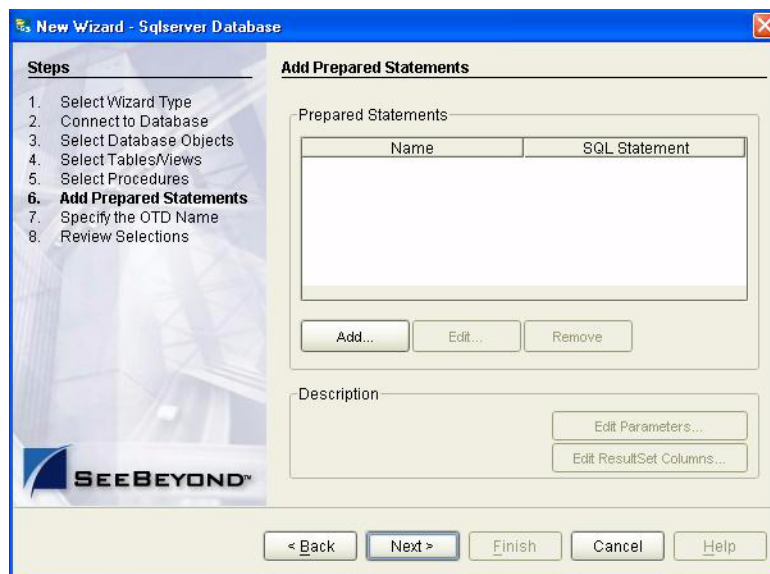 New Wizard - Sqlserver Database
Steps
1. Select Wizard Type
2. Connect to Database
3. Select Database Objects
4. Select Tables/Views
5. Select Procedures
6. Add Prepared Statements
7. Specify the OTD Name
8. Review Selections
SEEBEYOND™
Add Prepared Statements
Prepared Statements
Name SQL Statement
Add... Edit... Remove
Description
Edit Parameters...
Edit ResultSet Columns...
< Back Next > Finish Cancel Help